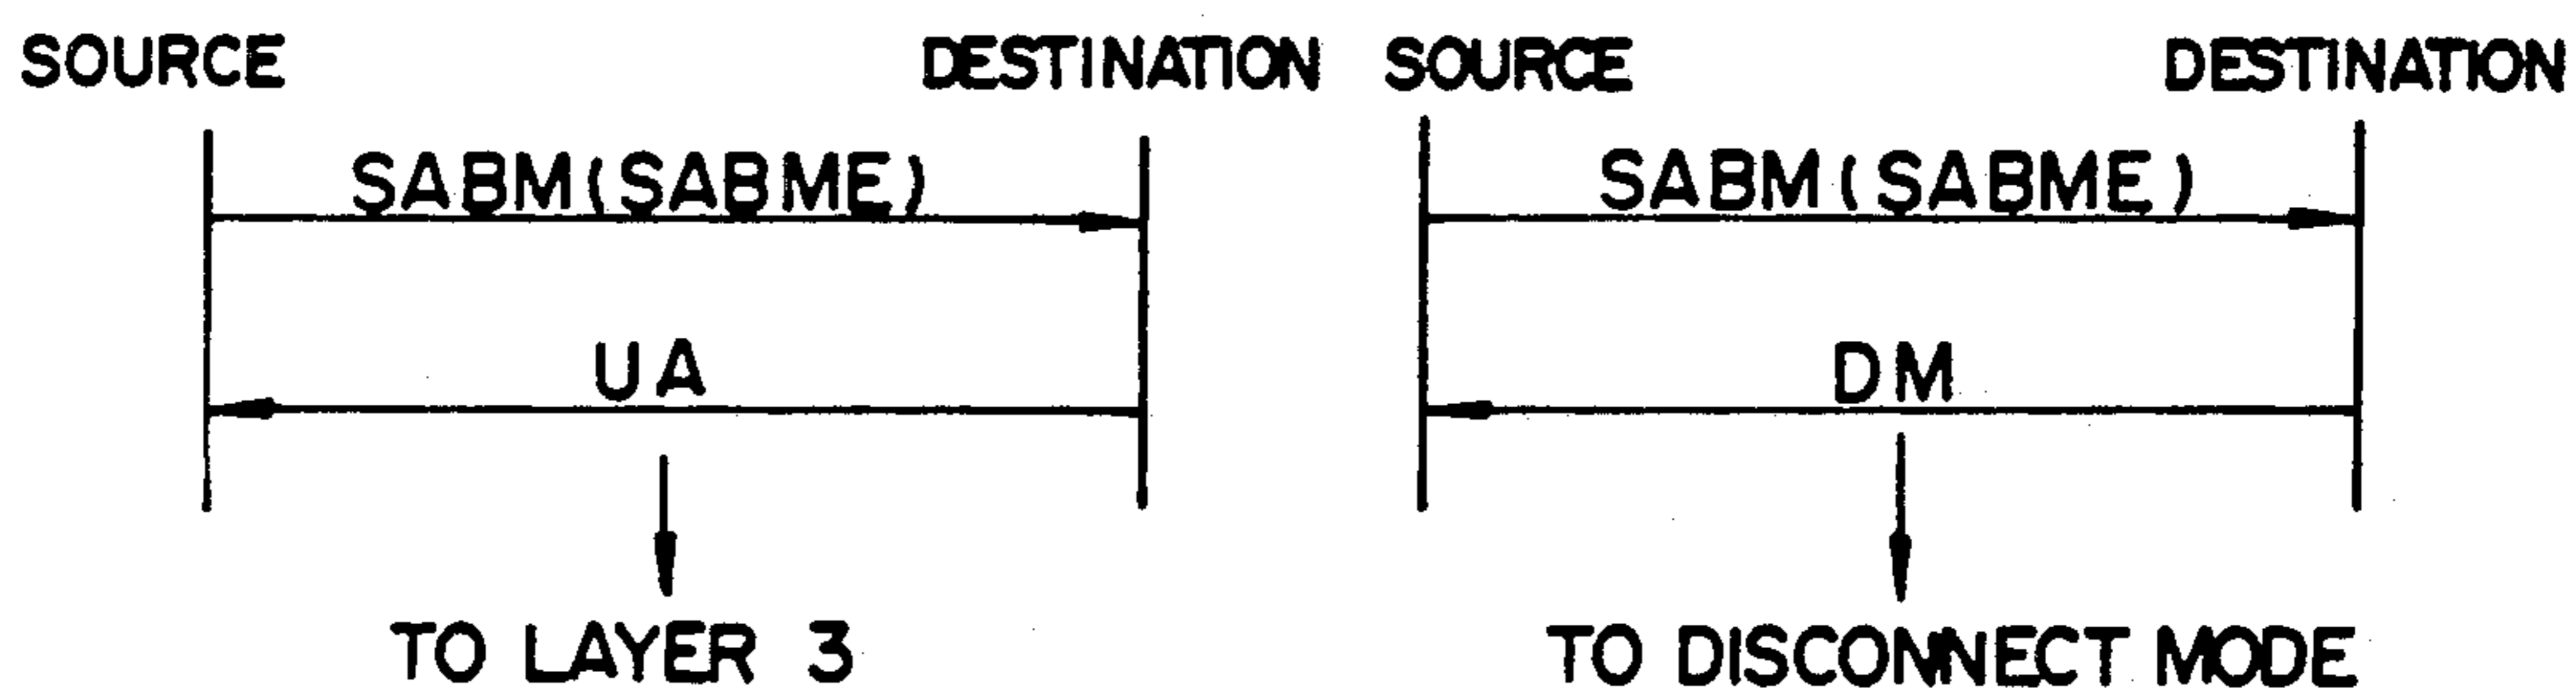 SOURCE DESTINATION SOURCE DESTINATION
SABM(SABME) SABM(SABME)
UA DM
TO LAYER 3 TO DISCONNECT MODE